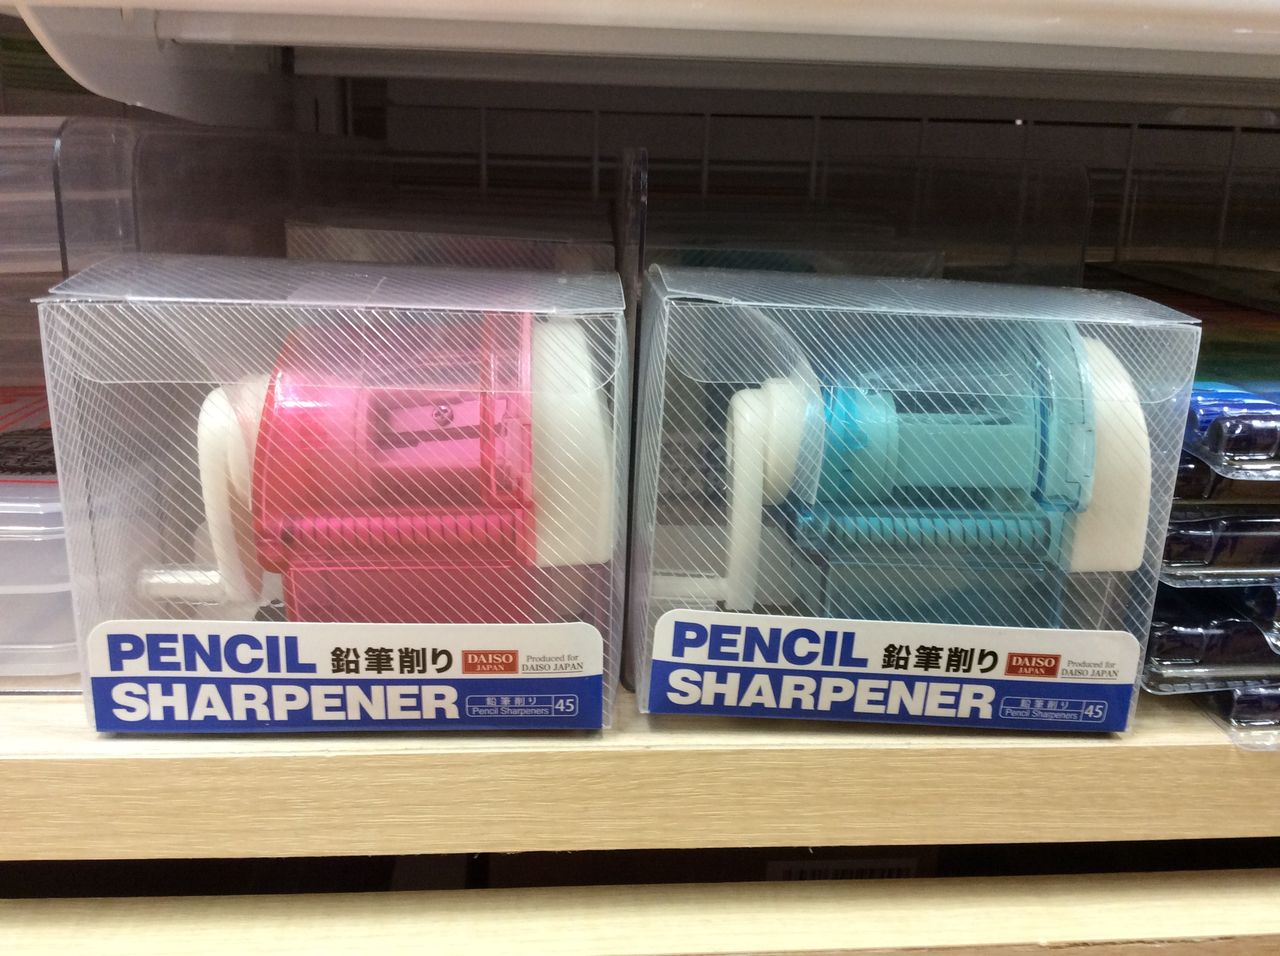 PENCIL 鉛筆削り DAISO JAPAN Produced for DAISO JAPAN
SHARPENER 鉛筆削り Pencil Sharpeners 45
PENCIL 鉛筆削り DAISO JAPAN Produced for DAISO JAPAN
SHARPENER 鉛筆削り Pencil Sharpeners 45